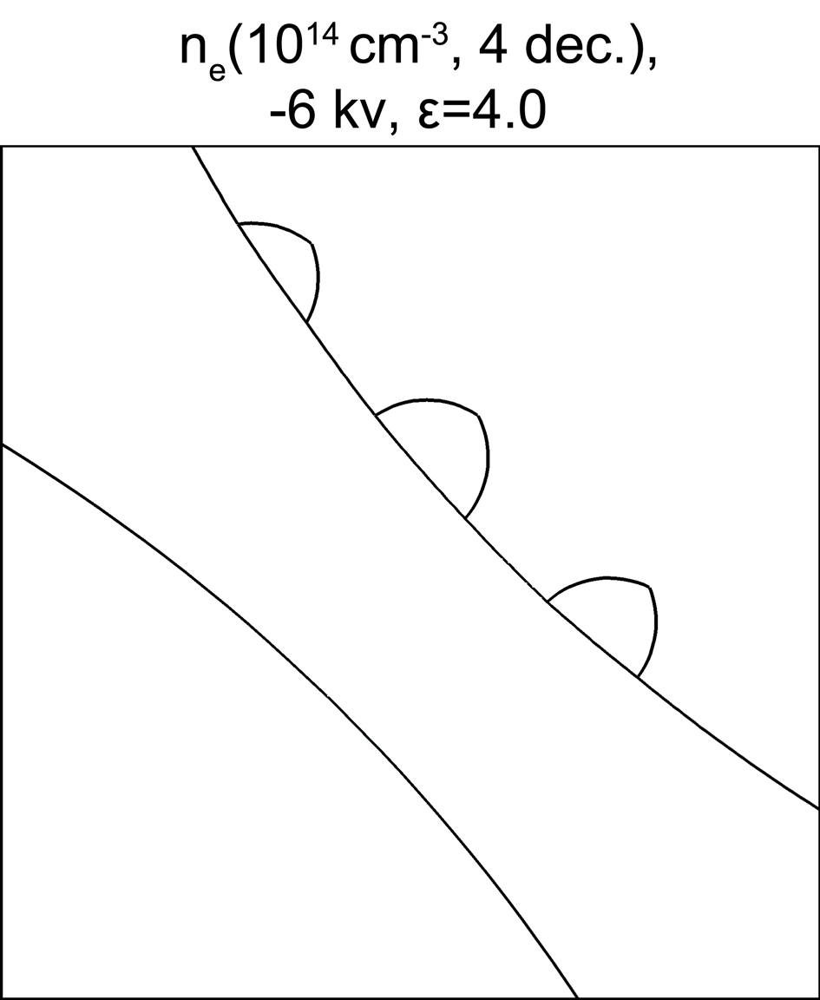 nₑ(10¹⁴ cm⁻³, 4 dec.),
-6 kv, ε=4.0